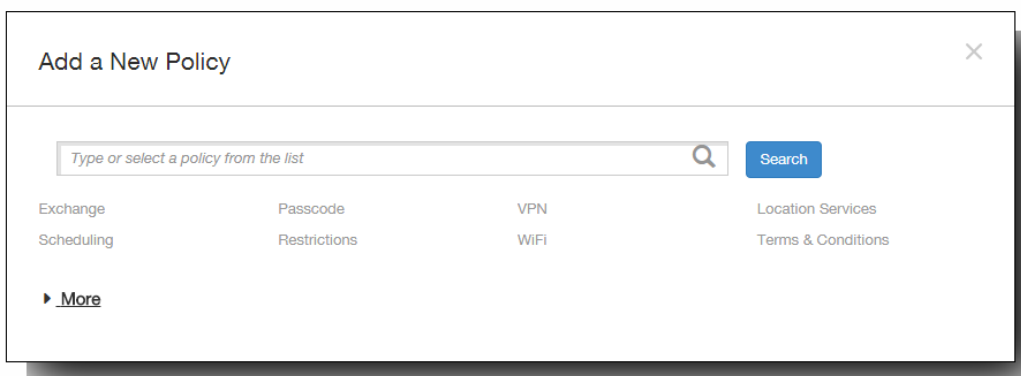 Add a New Policy
Type or select a policy from the list
Search
Exchange Passcode VPN Location Services
Scheduling Restrictions WiFi Terms & Conditions
More